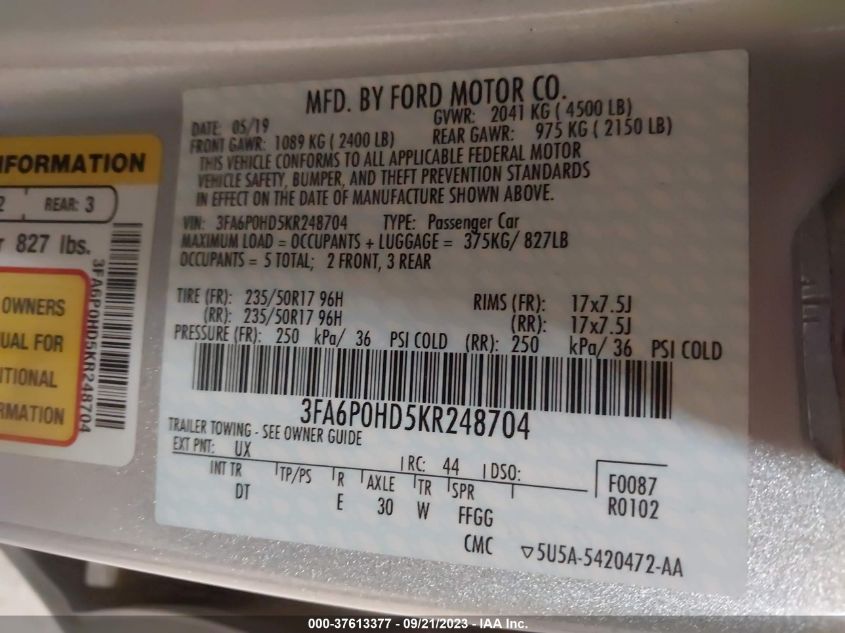 MFD. BY FORD MOTOR CO.
DATE: 05/19 GVWR: 2041 KG ( 4500 LB)
FRONT GAWR: 1089 KG ( 2400 LB) REAR GAWR: 975 KG ( 2150 LB)
THIS VEHICLE CONFORMS TO ALL APPLICABLE FEDERAL MOTOR
VEHICLE SAFETY, BUMPER, AND THEFT PREVENTION STANDARDS
IN EFFECT ON THE DATE OF MANUFACTURE SHOWN ABOVE.
VIN: 3FA6P0HD5KR248704 TYPE: Passenger Car
MAXIMUM LOAD = OCCUPANTS + LUGGAGE = 375KG/ 827LB
OCCUPANTS = 5 TOTAL; 2 FRONT, 3 REAR
TIRE (FR): 235/50R17 96H RIMS (FR): 17x7.5J
(RR): 235/50R17 96H (RR): 17x7.5J
PRESSURE (FR): 250 kPa/ 36 PSI COLD (RR): 250 kPa/ 36 PSI COLD
3FA6P0HD5KR248704
TRAILER TOWING - SEE OWNER GUIDE
EXT PNT: UX RC: 44 DSO:
INT TR TP/PS R AXLE TR SPR
DT E 30 W FFGG
CMC
F0087
R0102
5U5A-5420472-AA
NFORMATION
2 REAR: 3
827 lbs.
OWNERS
UAL FOR
ITIONAL
RMATION
3FA6P0HD5KR248704
000-37613377 - 09/21/2023 - IAA Inc.